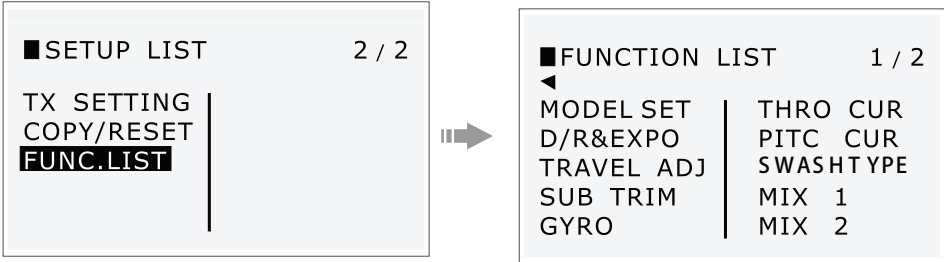 ■SETUP LIST 2/2
TX SETTING
COPY/RESET
FUNC.LIST
■FUNCTION LIST 1/2
◀
MODEL SET
D/R&EXPO
TRAVEL ADJ
SUB TRIM
GYRO
THRO CUR
PITC CUR
SWASHTYPE
MIX 1
MIX 2